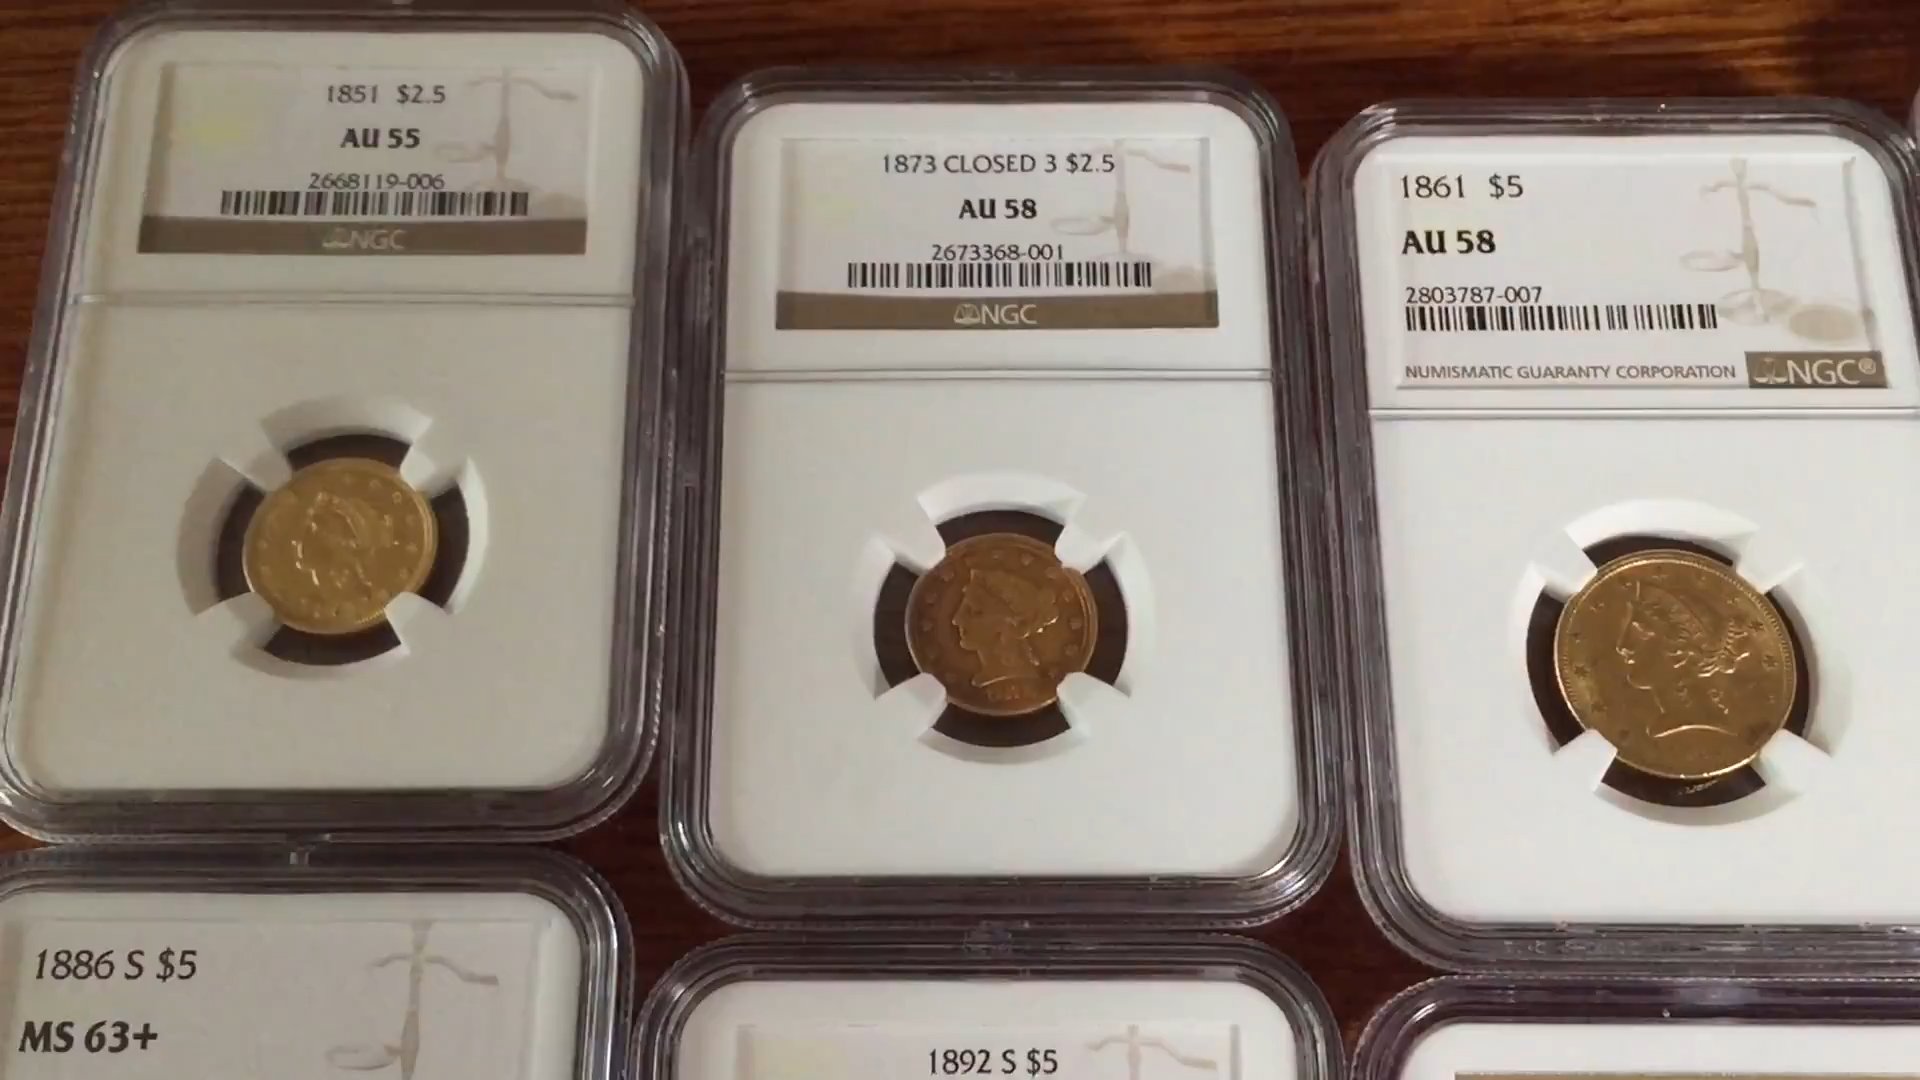 1851 $2.5
AU 55
2668119-006
NGC
1873 CLOSED 3 $2.5
AU 58
2673368-001
NGC
1861 $5
AU 58
2803787-007
NUMISMATIC GUARANTY CORPORATION NGC®
1886 S $5
MS 63+
1892 S $5